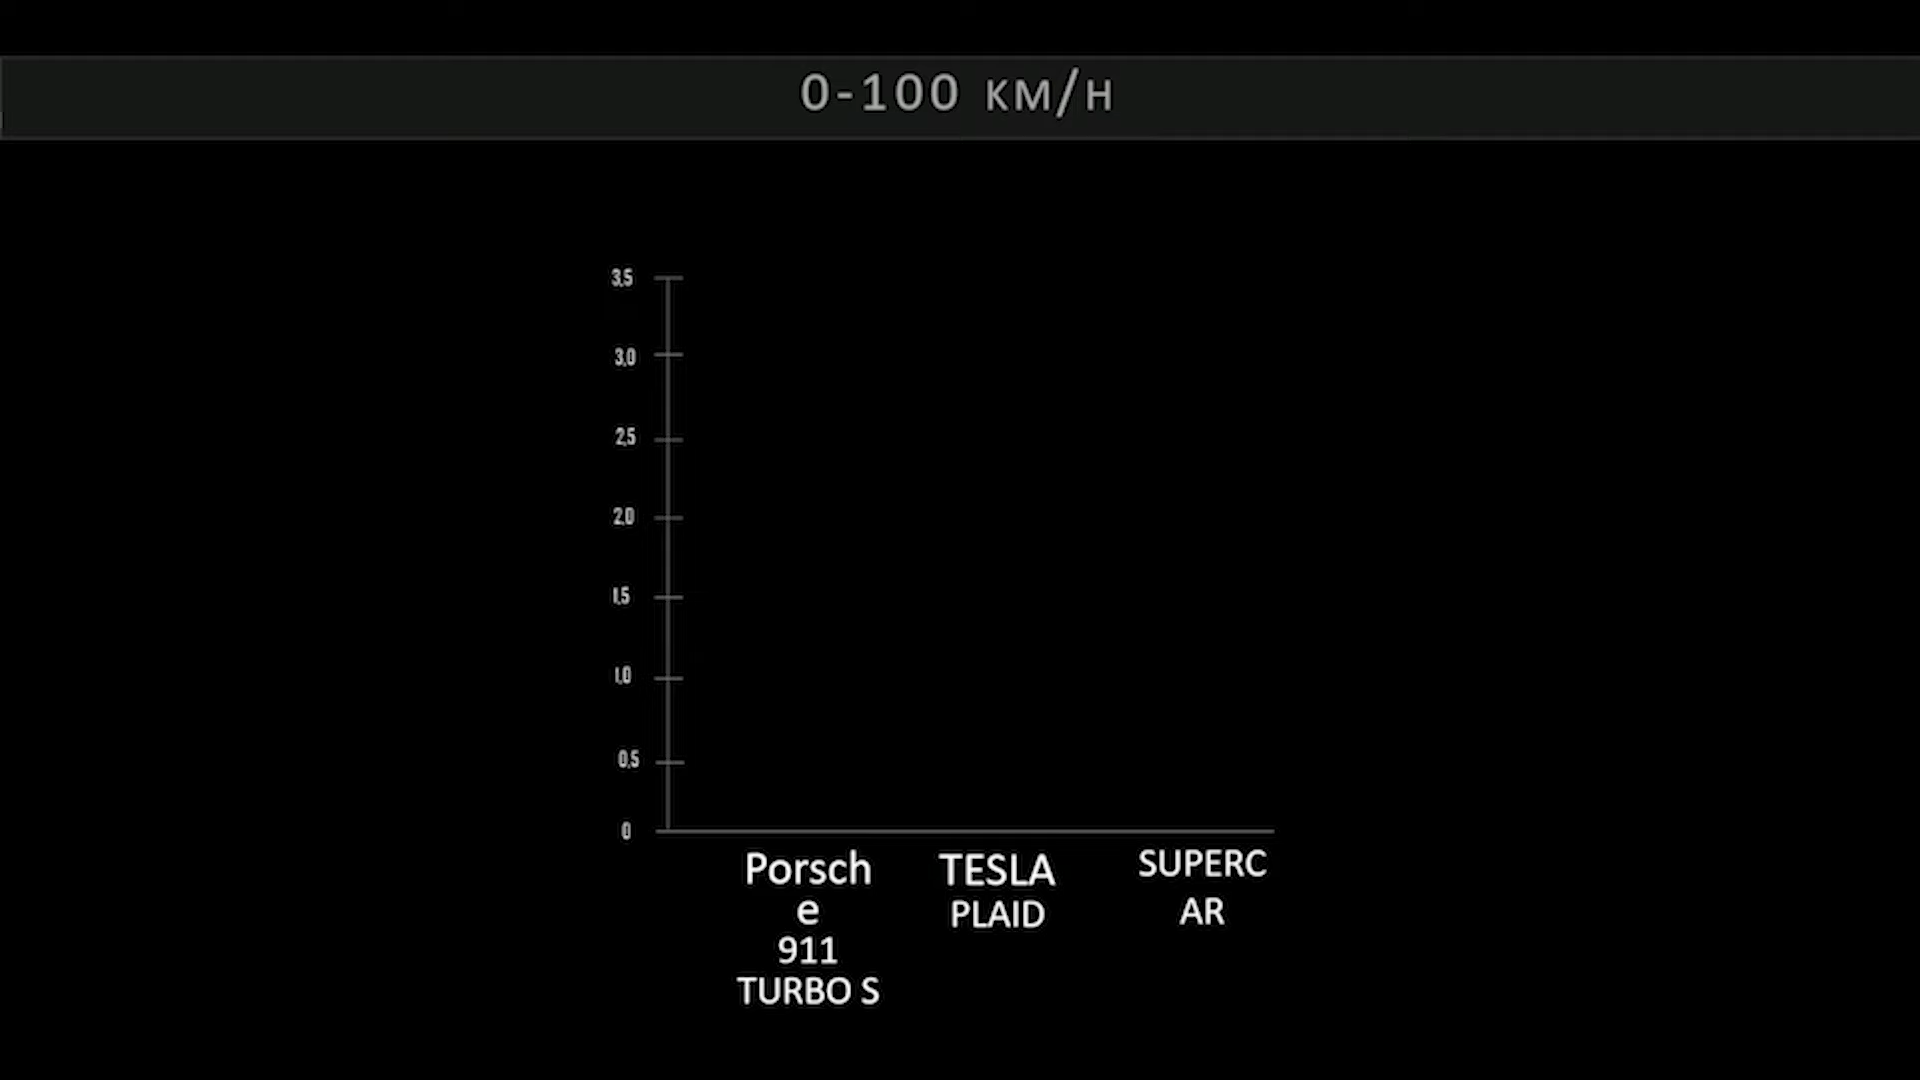 0-100 KM/H
3,5
3,0
2,5
2,0
1,5
1,0
0,5
0
Porsch
e
911
TURBO S
TESLA
PLAID
SUPERC
AR